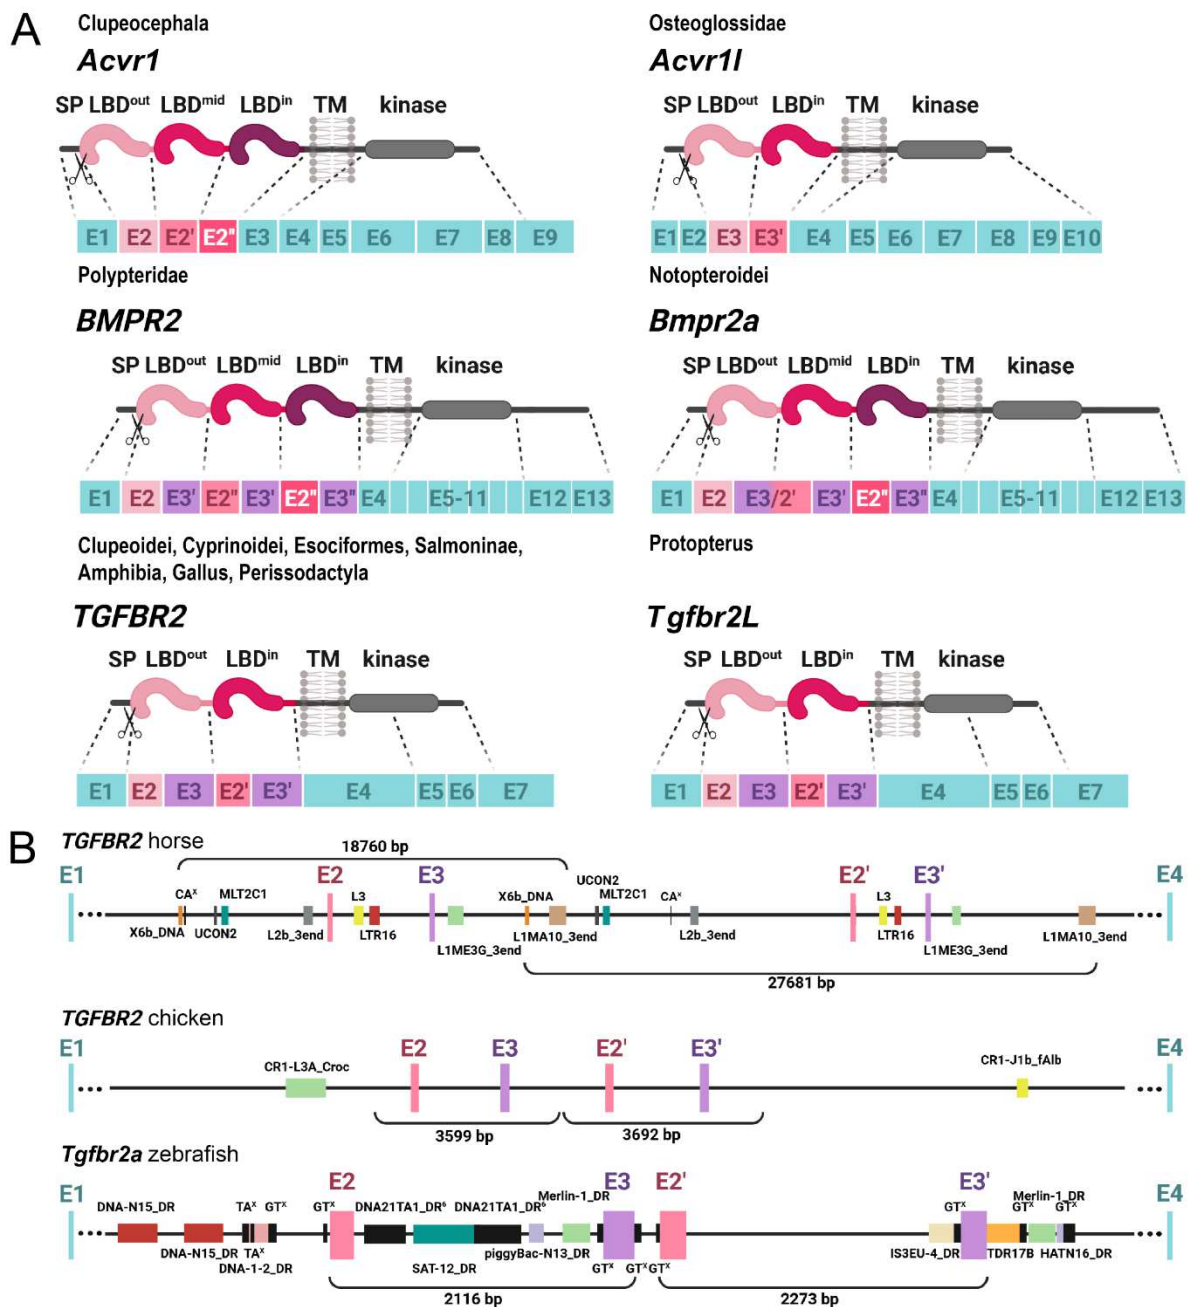 A
Clupeocephala
Osteoglossidae
Acvr1
Acvr1l
SP LBDout LBDmid LBDin TM kinase
SP LBDout LBDin TM kinase
E1 E2 E2' E2" E3 E4 E5 E6 E7 E8 E9
E1 E2 E3 E3' E4 E5 E6 E7 E8 E9 E10
Polypteridae
Notopteroidei
BMPR2
Bmpr2a
SP LBDout LBDmid LBDin TM kinase
SP LBDout LBDmid LBDin TM kinase
E1 E2 E3' E2" E3' E2" E3" E4 E5-11 E12 E13
E1 E2 E3/2' E3' E2" E3" E4 E5-11 E12 E13
Clupeoidei, Cyprinoidei, Esociformes, Salmoninae,
Amphibia, Gallus, Perissodactyla
Protopterus
TGFBR2
Tgfbr2L
SP LBDout LBDin TM kinase
SP LBDout LBDin TM kinase
E1 E2 E3 E2' E3' E4 E5 E6 E7
E1 E2 E3 E2' E3' E4 E5 E6 E7
B
TGFBR2 horse
18760 bp
E1 E2 E3 E2' E3' E4
UCON2
CAx MLT2C1 L3 X6b_DNA MLT2C1 CAx L3
X6b_DNA UCON2 L2b_3end LTR16 L1MA10_3end L2b_3end LTR16 L1MA10_3end
L1ME3G_3end L1ME3G_3end
27681 bp
TGFBR2 chicken
E1 E2 E3 E2' E3' E4
CR1-L3A_Croc CR1-J1b_fAlb
3599 bp 3692 bp
Tgfbr2a zebrafish
E1 E2 E3 E2' E3' E4
Merlin-1_DR Merlin-1_DR
DNA-N15_DR TAx GTx GTx DNA21TA1_DR6 DNA21TA1_DR6 GTx GTx GTx
DNA-N15_DR TAx piggyBac-N13_DR IS3EU-4_DR TDR17B HATN16_DR
DNA-1-2_DR SAT-12_DR GTx GTx GTx
2116 bp 2273 bp